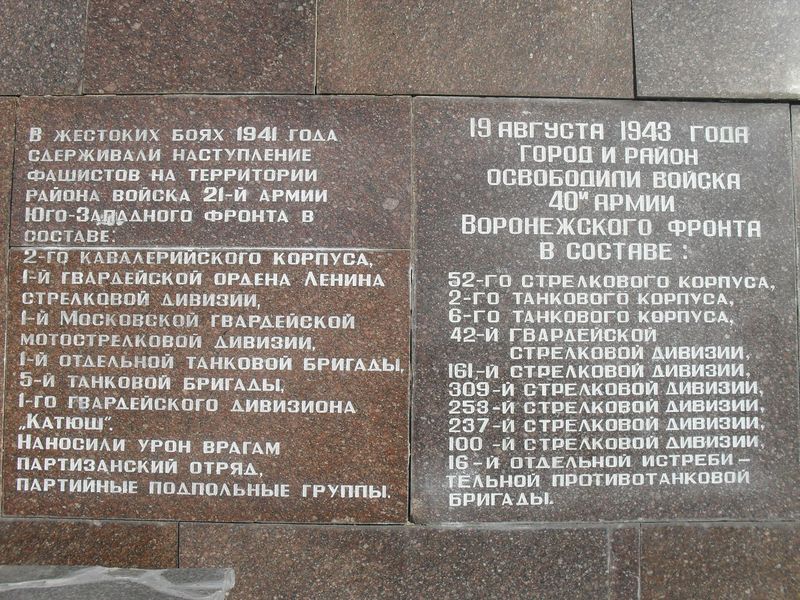 В жестоких боях 1941 года
сдерживали наступление
фашистов на территории
района войска 21-й армии
Юго-Западного фронта в
составе:
2-го кавалерийского корпуса,
1-й гвардейской ордена Ленина
стрелковой дивизии,
1-й Московской гвардейской
мотострелковой дивизии,
1-й отдельной танковой бригады,
5-й танковой бригады,
1-го гвардейского дивизиона
„Катюш".
Наносили урон врагам
партизанский отряд,
партийные подпольные группы.
19 августа 1943 года
город и район
освободили войска
40й армии
Воронежского фронта
в составе:
52-го стрелкового корпуса,
2-го танкового корпуса,
6-го танкового корпуса,
42-й гвардейской
стрелковой дивизии,
161-й стрелковой дивизии,
309-й стрелковой дивизии,
253-й стрелковой дивизии,
237-й стрелковой дивизии,
100-й стрелковой дивизии,
16-й отдельной истреби-
тельной противотанковой
бригады.